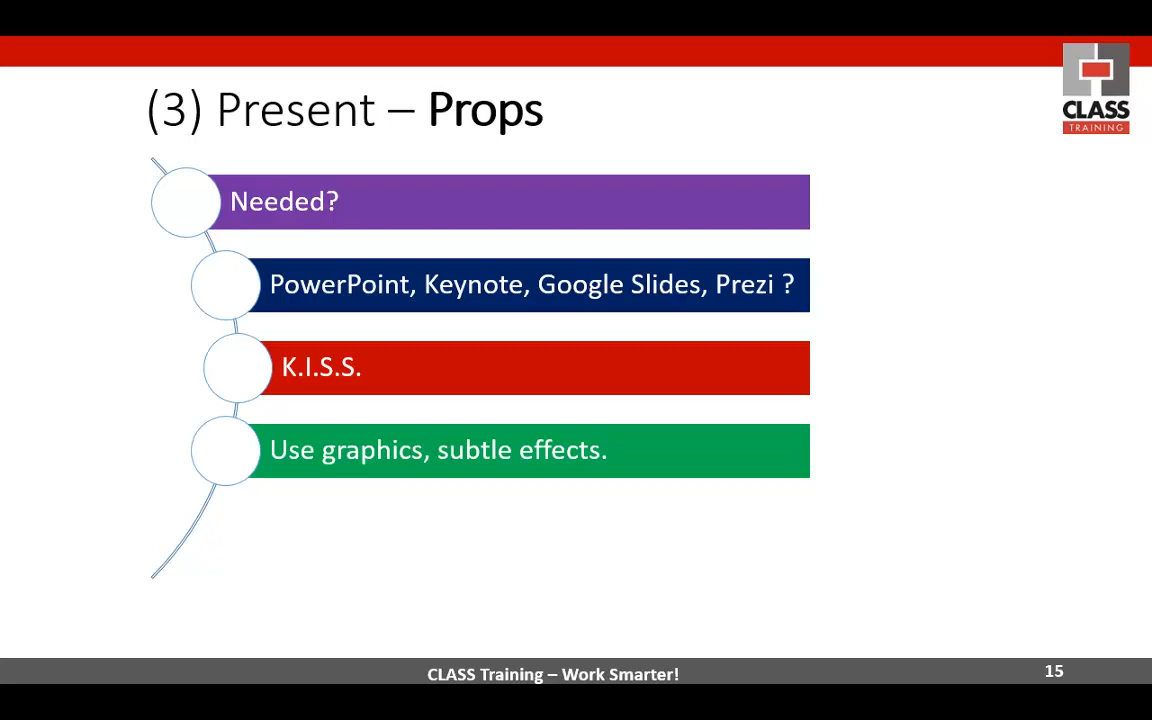 (3) Present – Props
CLASS
TRAINING
Needed?
PowerPoint, Keynote, Google Slides, Prezi ?
K.I.S.S.
Use graphics, subtle effects.
CLASS Training – Work Smarter!
15